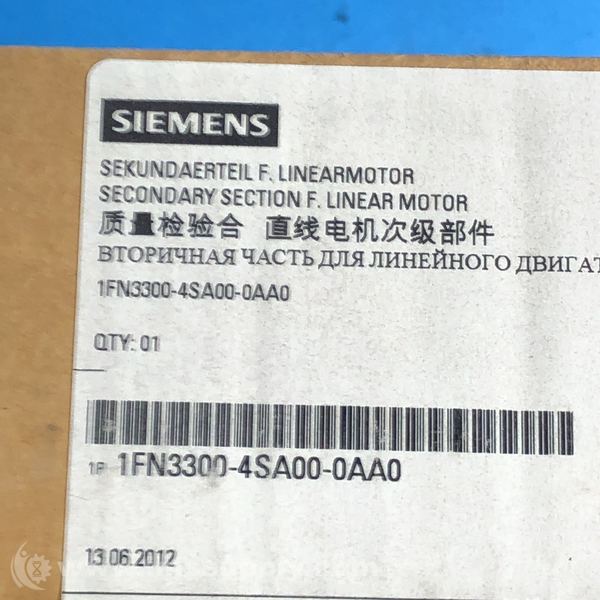 SIEMENS
SEKUNDAERTEIL F. LINEARMOTOR
SECONDARY SECTION F. LINEAR MOTOR
质量检验合 直线电机次级部件
ВТОРИЧНАЯ ЧАСТЬ ДЛЯ ЛИНЕЙНОГО ДВИГАТ
1FN3300-4SA00-0AA0
QTY: 01
1P 1FN3300-4SA00-0AA0
13.06.2012